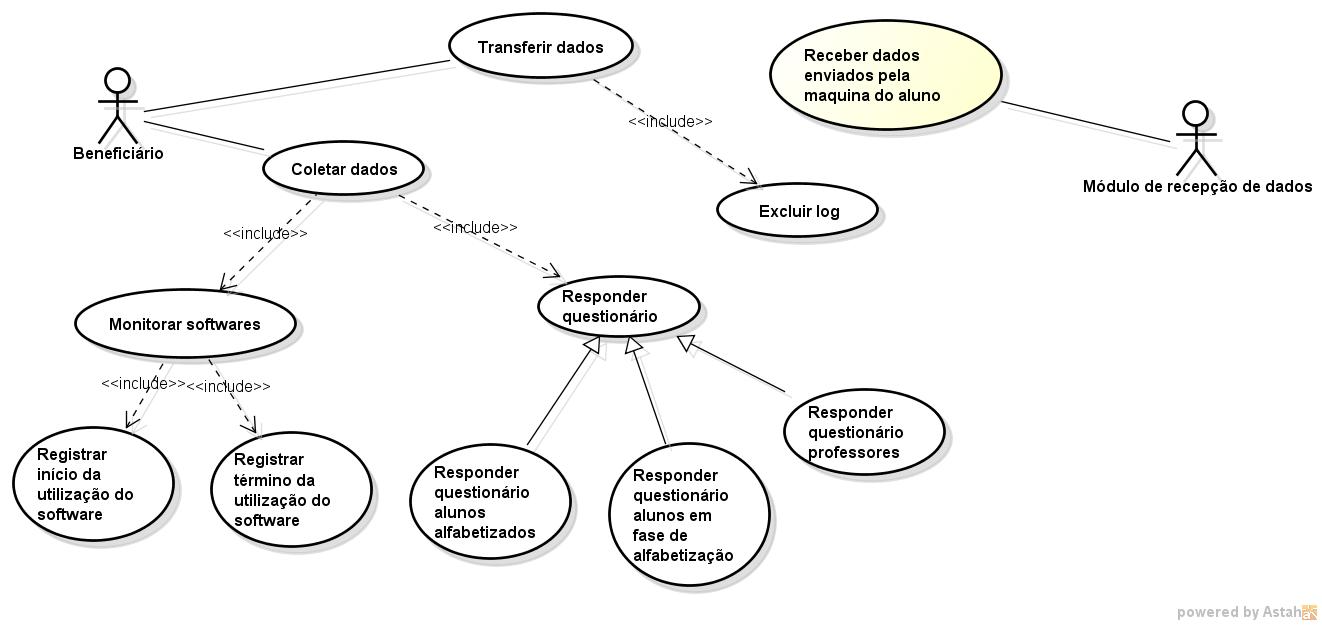 Transferir dados
Receber dados
enviados pela
maquina do aluno
Beneficiário
<<include>>
Módulo de recepção de dados
Coletar dados
Excluir log
<<include>>
<<include>>
Responder
questionário
Monitorar softwares
<<include>>
<<include>>
Responder
questionário
professores
Registrar
início da
utilização do
software
Registrar
término da
utilização do
software
Responder
questionário
alunos
alfabetizados
Responder
questionário
alunos em
fase de
alfabetização
powered by Astah